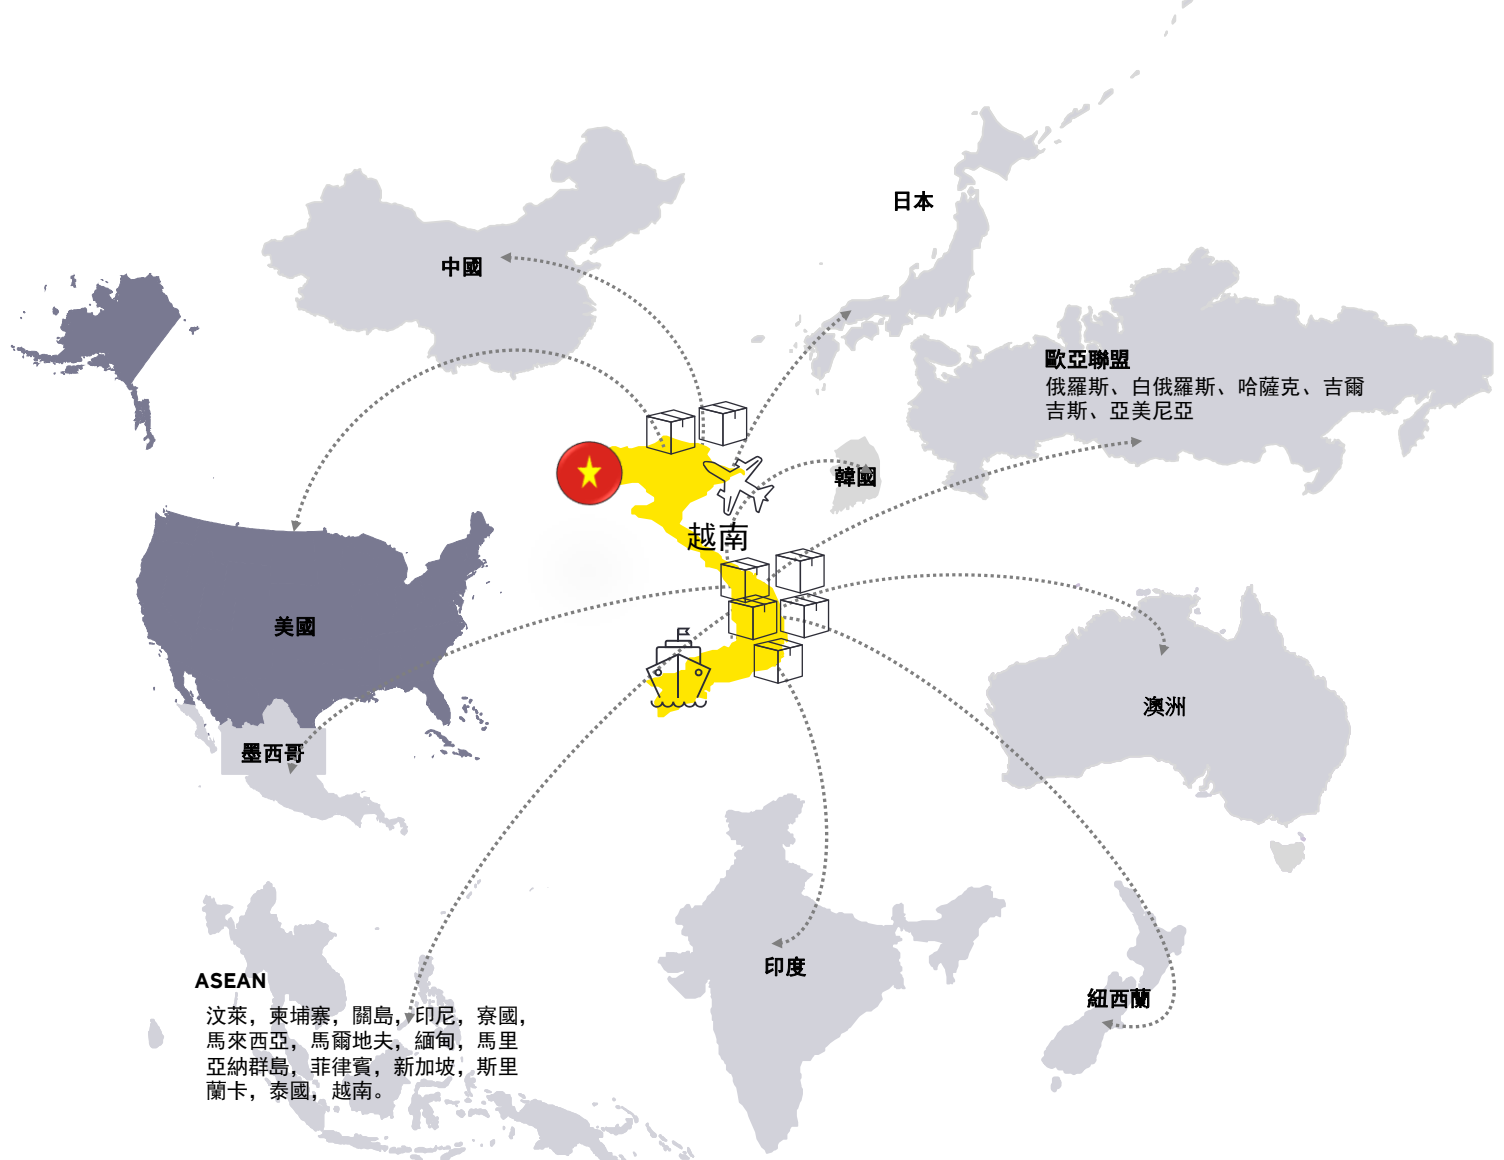 日本
中國
歐亞聯盟
俄羅斯、白俄羅斯、哈薩克、吉爾
吉斯、亞美尼亞
韓國
越南
美國
澳洲
墨西哥
印度
ASEAN
紐西蘭
汶萊，柬埔寨，關島，印尼，寮國，
馬來西亞，馬爾地夫，緬甸，馬里
亞納群島，菲律賓，新加坡，斯里
蘭卡，泰國，越南。